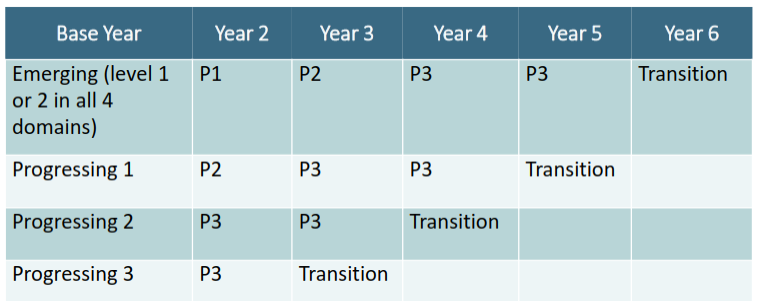 Base Year Year 2 Year 3 Year 4 Year 5 Year 6
Emerging (level 1 P1 P2 P3 P3 Transition
or 2 in all 4
domains)
Progressing 1 P2 P3 P3 Transition
Progressing 2 P3 P3 Transition
Progressing 3 P3 Transition